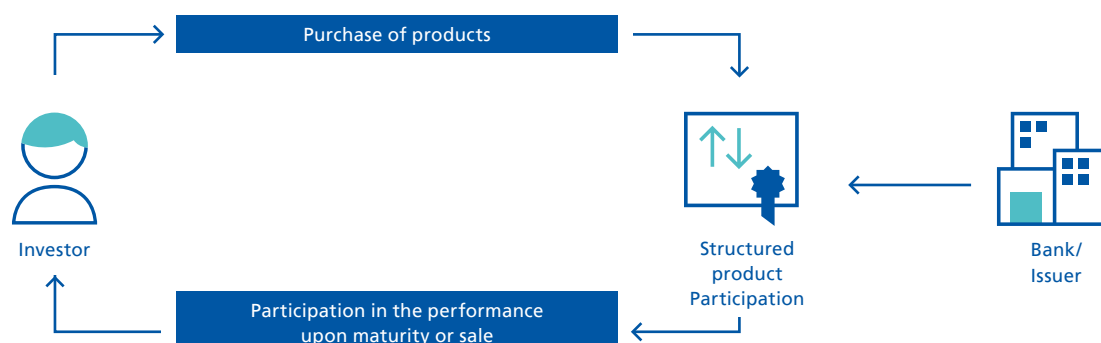 Purchase of products
Investor
Structured
product
Participation
Bank/
Issuer
Participation in the performance
upon maturity or sale